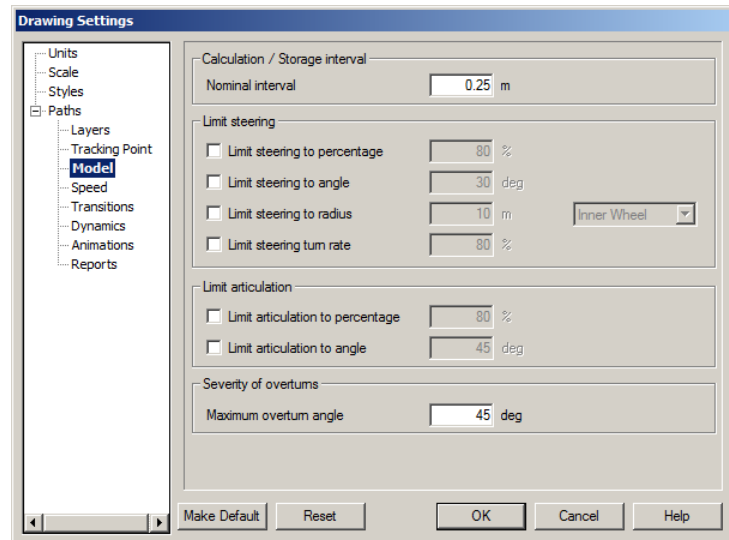 Drawing Settings
Units
Scale
Styles
Paths
Layers
Tracking Point
Model
Speed
Transitions
Dynamics
Animations
Reports
Calculation / Storage interval
Nominal interval 0.25 m
Limit steering
Limit steering to percentage 80 %
Limit steering to angle 30 deg
Limit steering to radius 10 m Inner Wheel
Limit steering turn rate 80 %
Limit articulation
Limit articulation to percentage 80 %
Limit articulation to angle 45 deg
Severity of overturns
Maximum overturn angle 45 deg
Make Default Reset OK Cancel Help